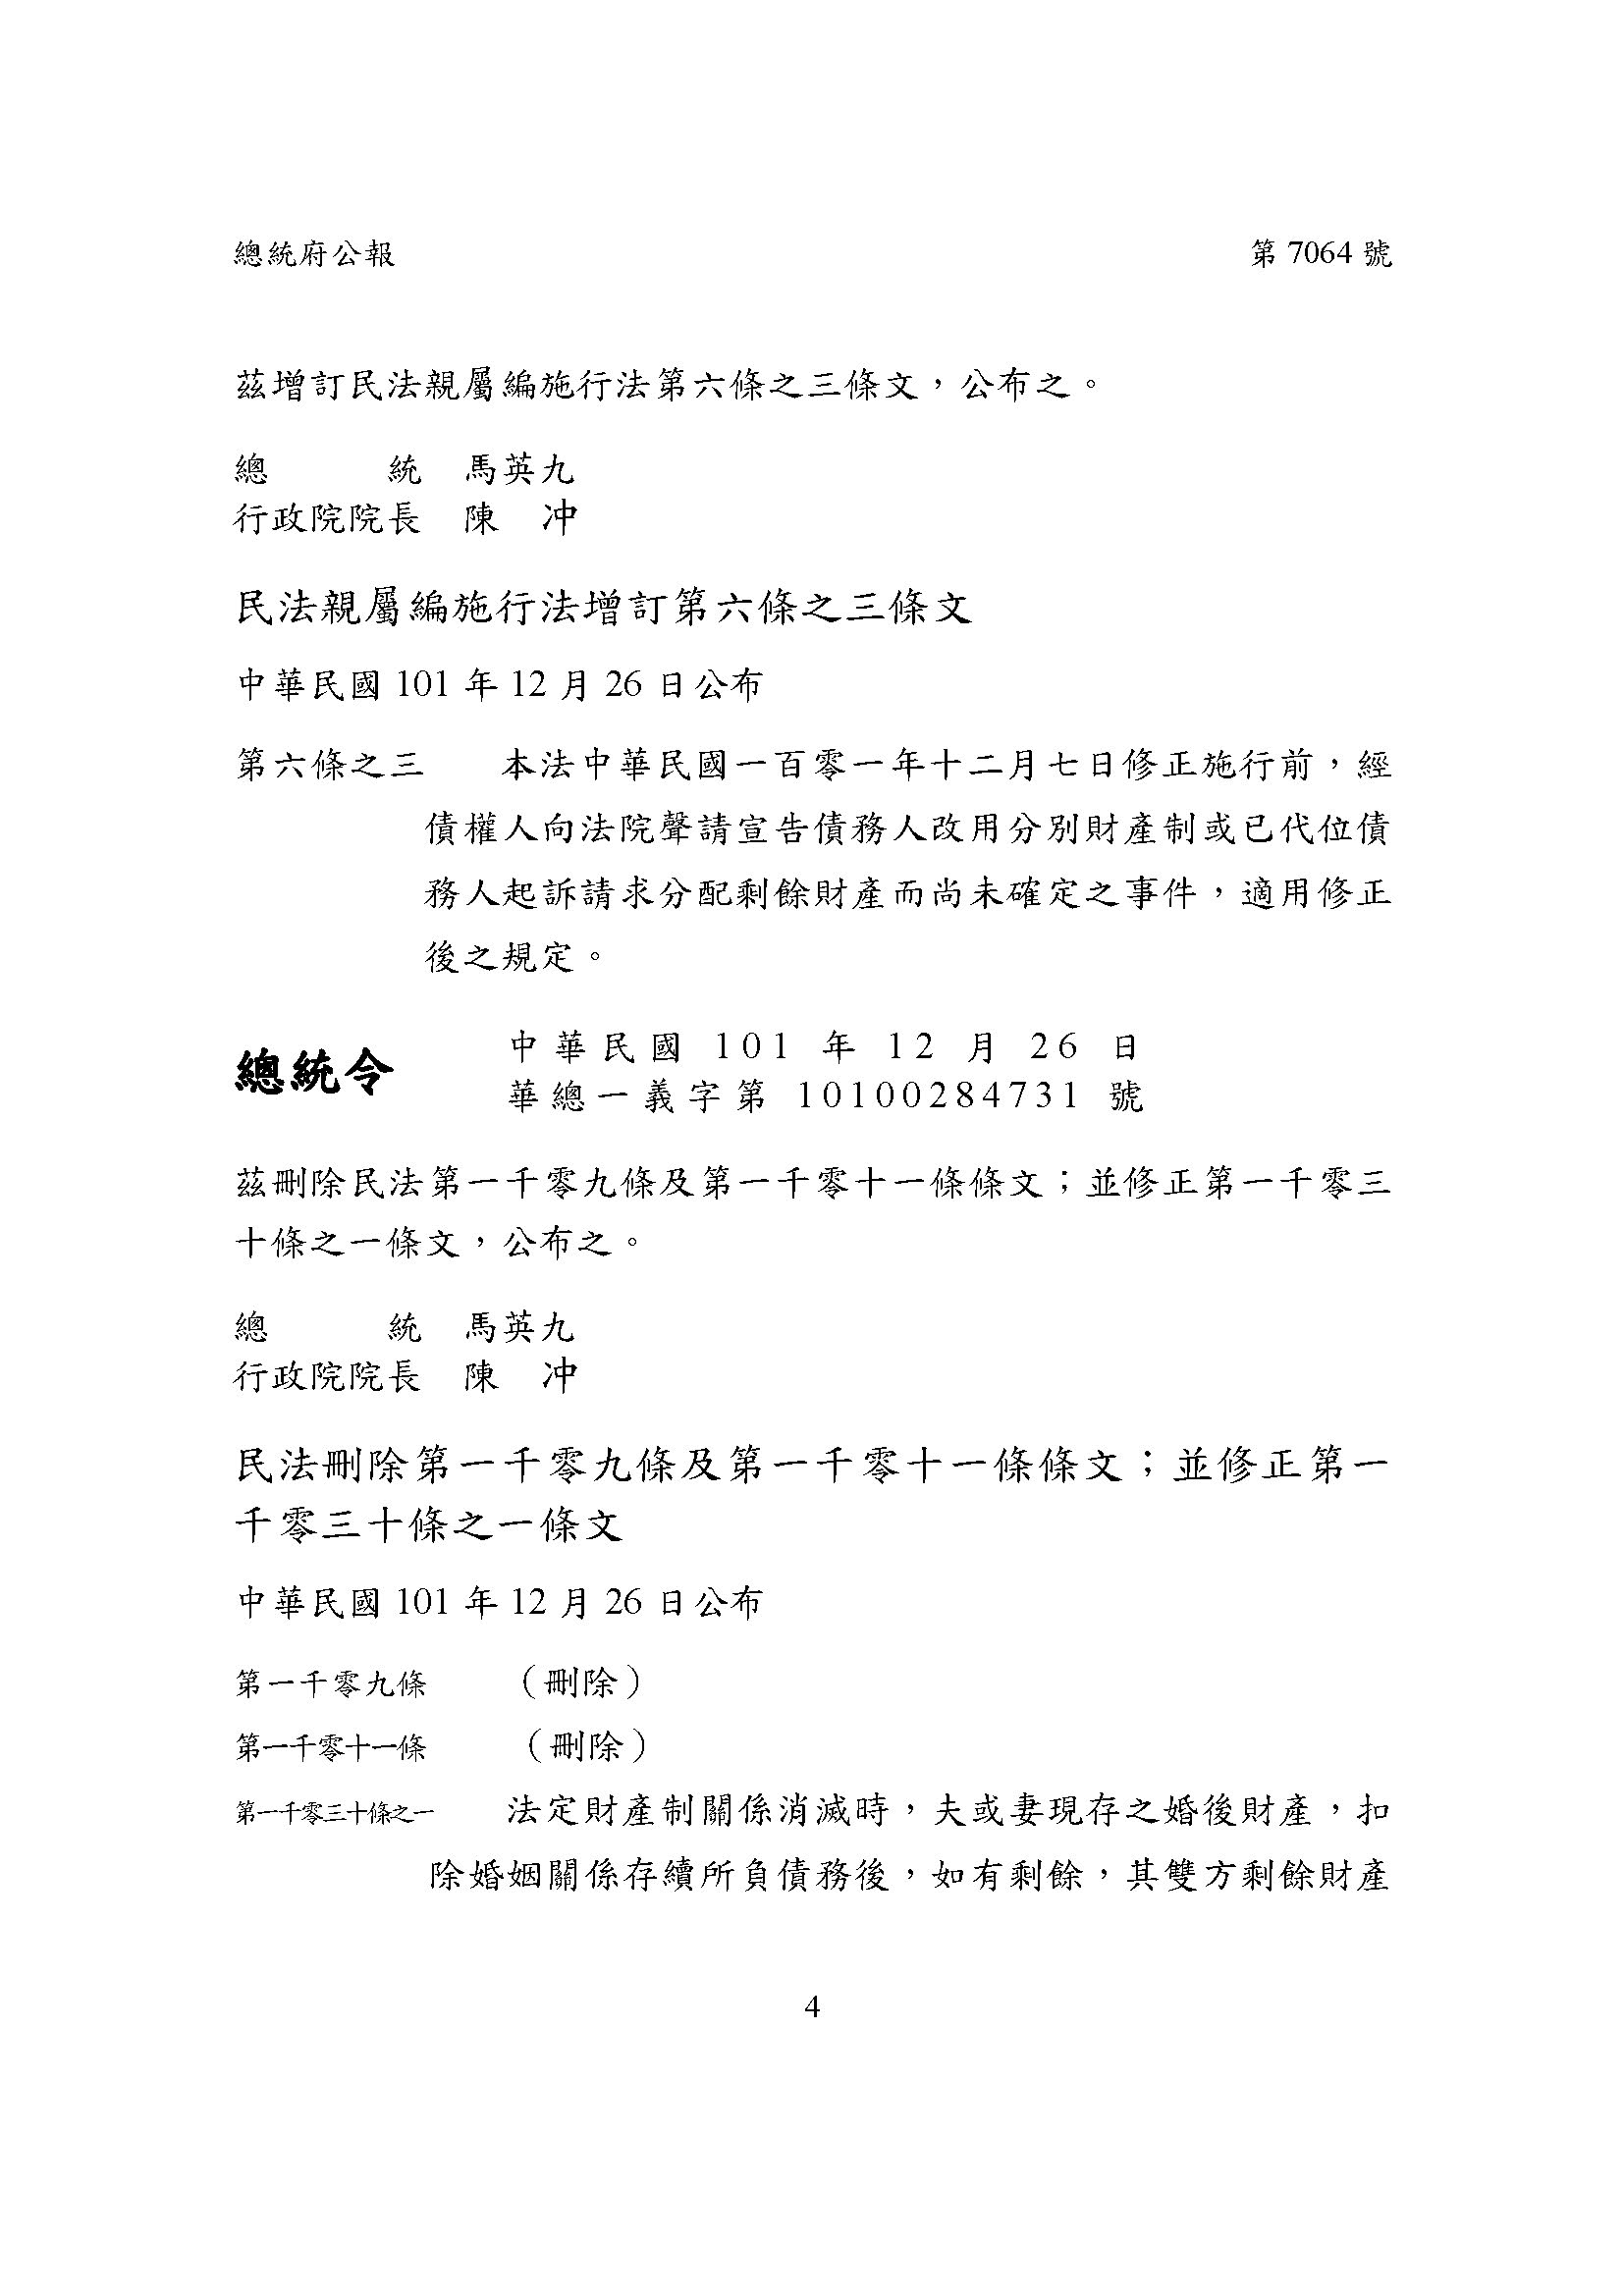 總統府公報 第 7064 號
茲增訂民法親屬編施行法第六條之三條文，公布之。
總 統 馬英九
行政院院長 陳 冲
民法親屬編施行法增訂第六條之三條文
中華民國 101 年 12 月 26 日公布
第六條之三 本法中華民國一百零一年十二月七日修正施行前，經
債權人向法院聲請宣告債務人改用分別財產制或已代位債
務人起訴請求分配剩餘財產而尚未確定之事件，適用修正
後之規定。
總統令
中華民國 101 年 12 月 26 日
華總一義字第 10100284731 號
茲刪除民法第一千零九條及第一千零十一條條文；並修正第一千零三
十條之一條文，公布之。
總 統 馬英九
行政院院長 陳 冲
民法刪除第一千零九條及第一千零十一條條文；並修正第一
千零三十條之一條文
中華民國 101 年 12 月 26 日公布
第一千零九條 （刪除）
第一千零十一條 （刪除）
第一千零三十條之一 法定財產制關係消滅時，夫或妻現存之婚後財產，扣
除婚姻關係存續所負債務後，如有剩餘，其雙方剩餘財產
4